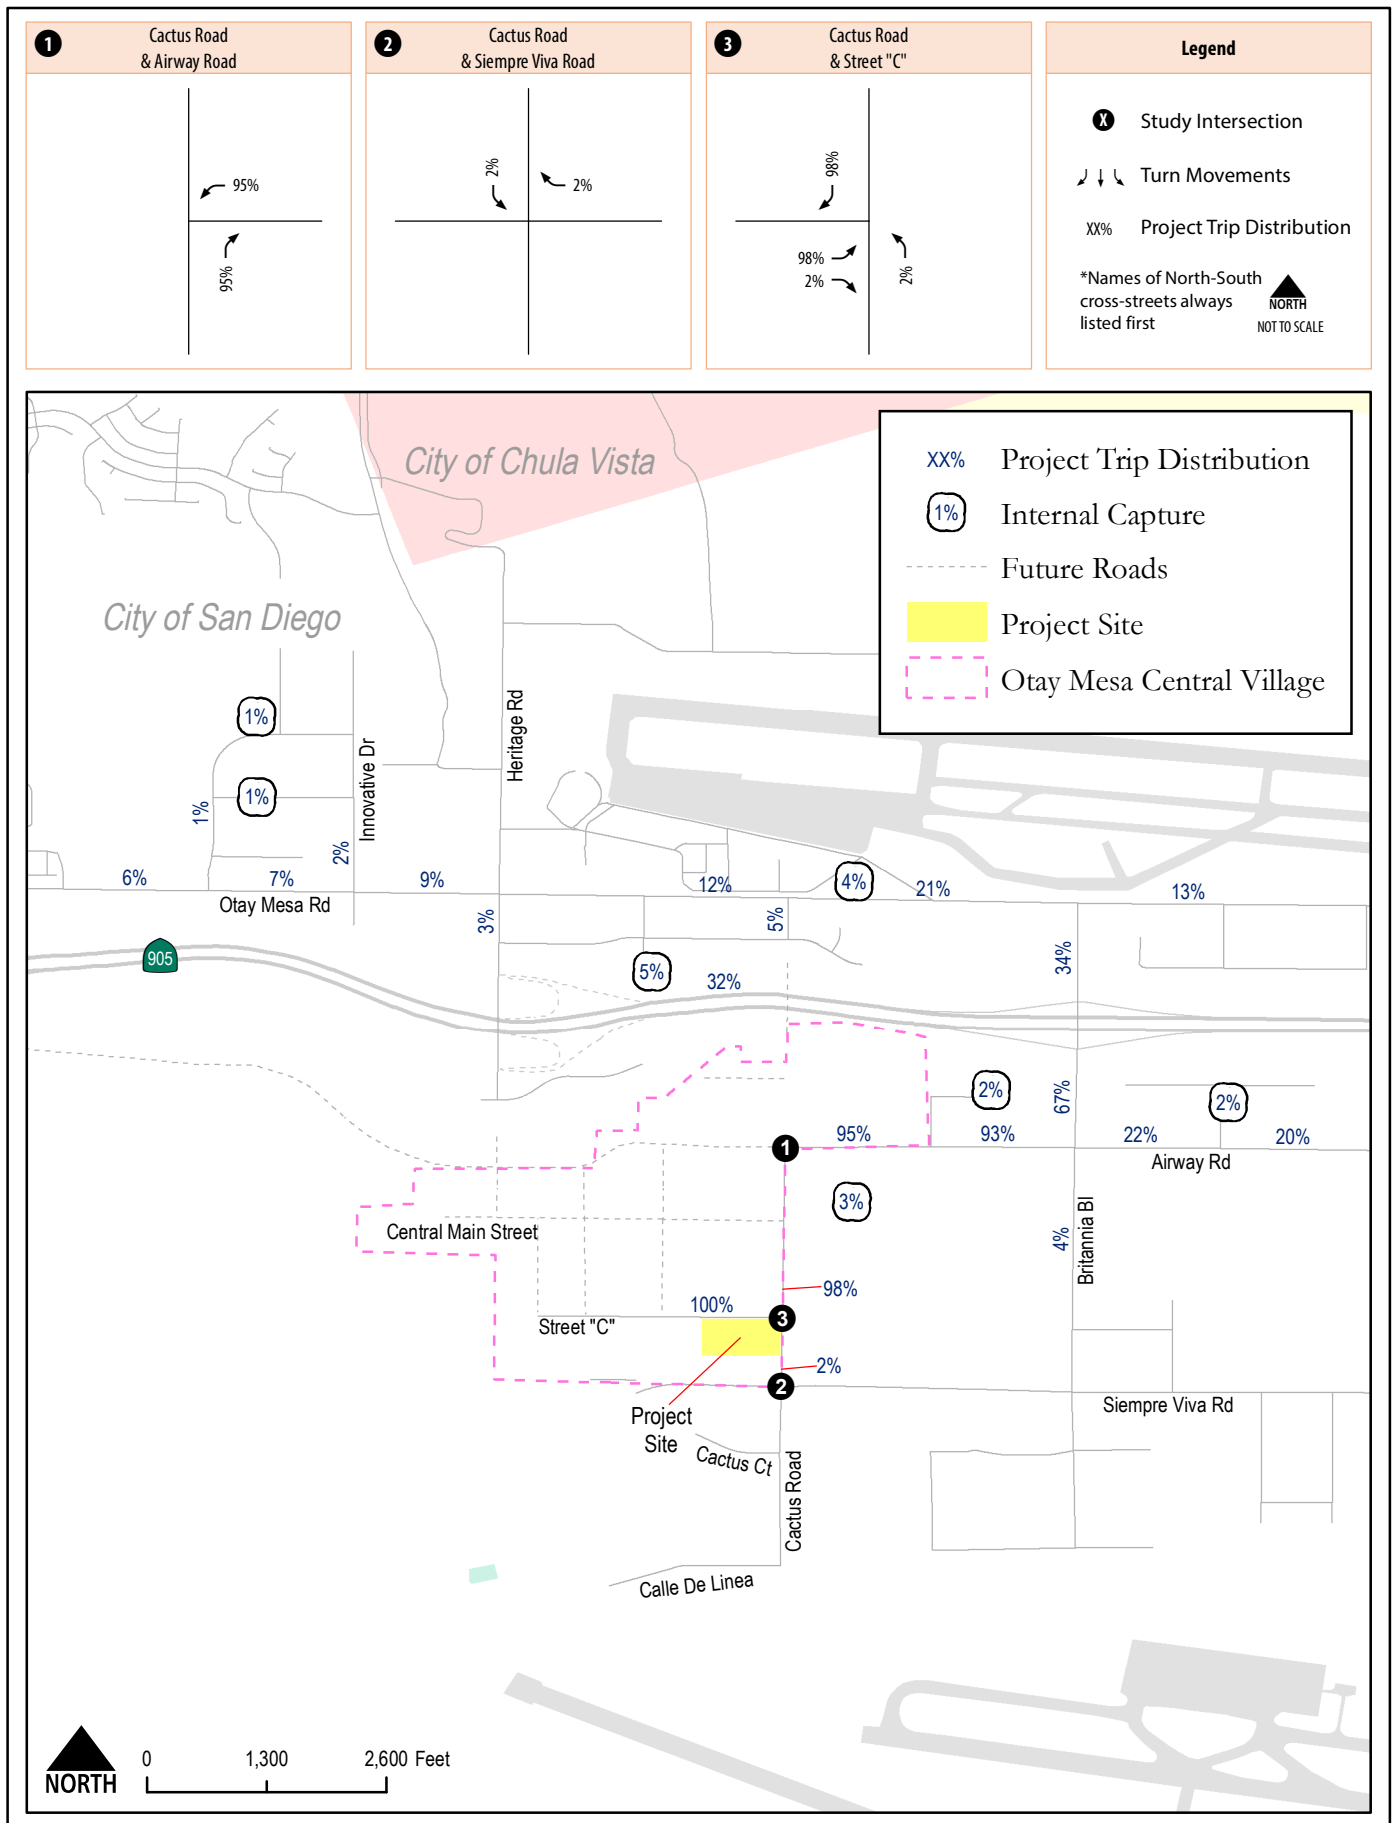 1
Cactus Road
& Airway Road
95%
95%
2
Cactus Road
& Siempre Viva Road
2%
2%
3
Cactus Road
& Street "C"
98%
98%
2%
2%
Legend
X
Study Intersection
Turn Movements
XX%
Project Trip Distribution
*Names of North-South
cross-streets always
listed first
NORTH
NOT TO SCALE
City of Chula Vista
XX%
Project Trip Distribution
1%
Internal Capture
Future Roads
Project Site
Otay Mesa Central Village
City of San Diego
1%
1%
1%
2%
Innovative Dr
Heritage Rd
6%
7%
9%
12%
4%
21%
13%
Otay Mesa Rd
3%
5%
34%
905
5%
32%
2%
67%
2%
1
95%
93%
22%
20%
Airway Rd
3%
Central Main Street
4%
Britannia Bl
98%
100%
3
Street "C"
2%
2
Siempre Viva Rd
Project
Site
Cactus Ct
Cactus Road
Calle De Linea
NORTH
0
1,300
2,600 Feet